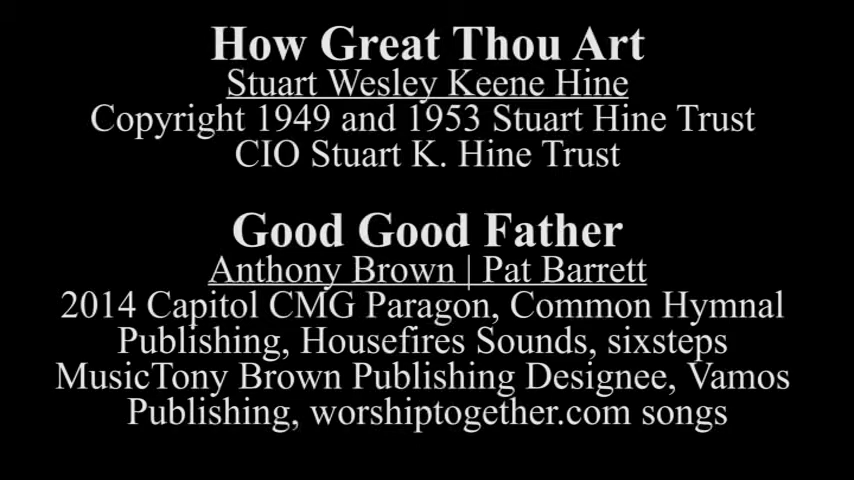 How Great Thou Art
Stuart Wesley Keene Hine
Copyright 1949 and 1953 Stuart Hine Trust
CIO Stuart K. Hine Trust
Good Good Father
Anthony Brown | Pat Barrett
2014 Capitol CMG Paragon, Common Hymnal
Publishing, Housefires Sounds, sixsteps
MusicTony Brown Publishing Designee, Vamos
Publishing, worshiptogether.com songs